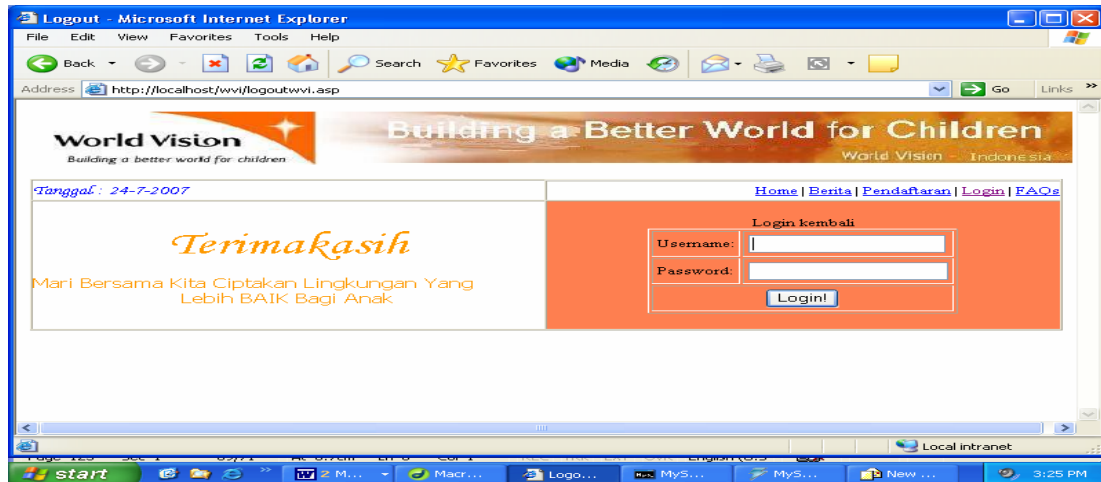 Logout - Microsoft Internet Explorer
File Edit View Favorites Tools Help
Back Search Favorites Media
Address http://localhost/wvi/logoutwvi.asp Go Links »
World Vision
Building a better world for children
Building a Better World for Children
World Vision - Indonesia
Tanggal : 24-7-2007
Home | Berita | Pendaftaran | Login | FAQs
Terimakasih
Mari Bersama Kita Ciptakan Lingkungan Yang
Lebih BAIK Bagi Anak
Login kembali
Username:
Password:
Login!
Local intranet
start » 2 M... Macr... Logo... MyS... MyS... New ... 3:25 PM